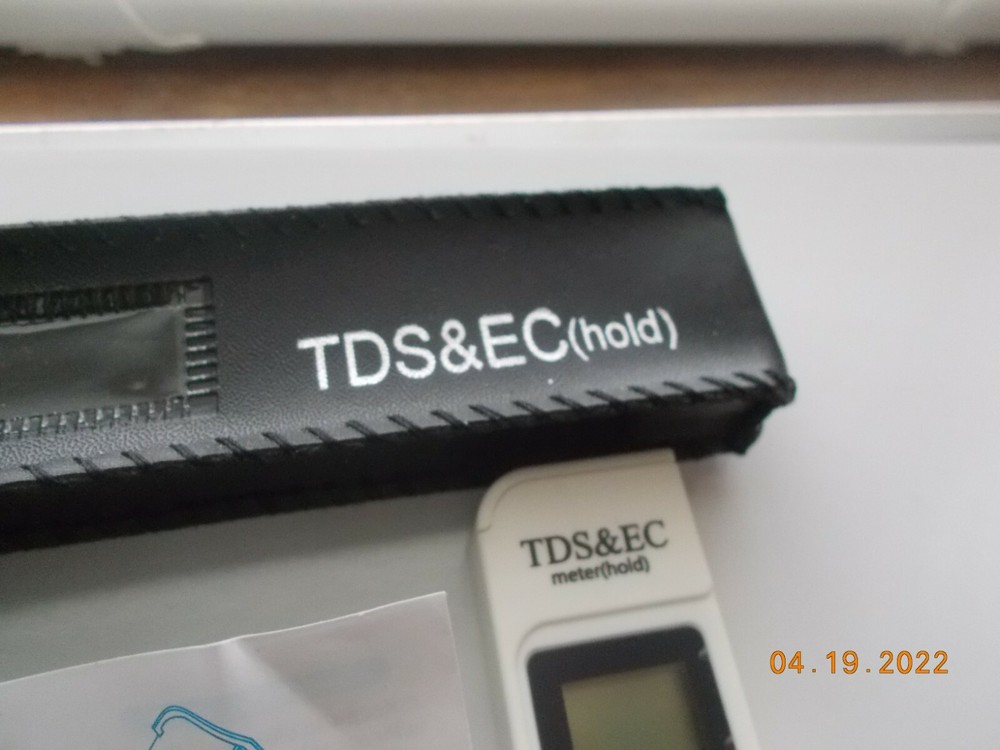 TDS&EC(hold)
TDS&EC
meter(hold)
04.19.2022